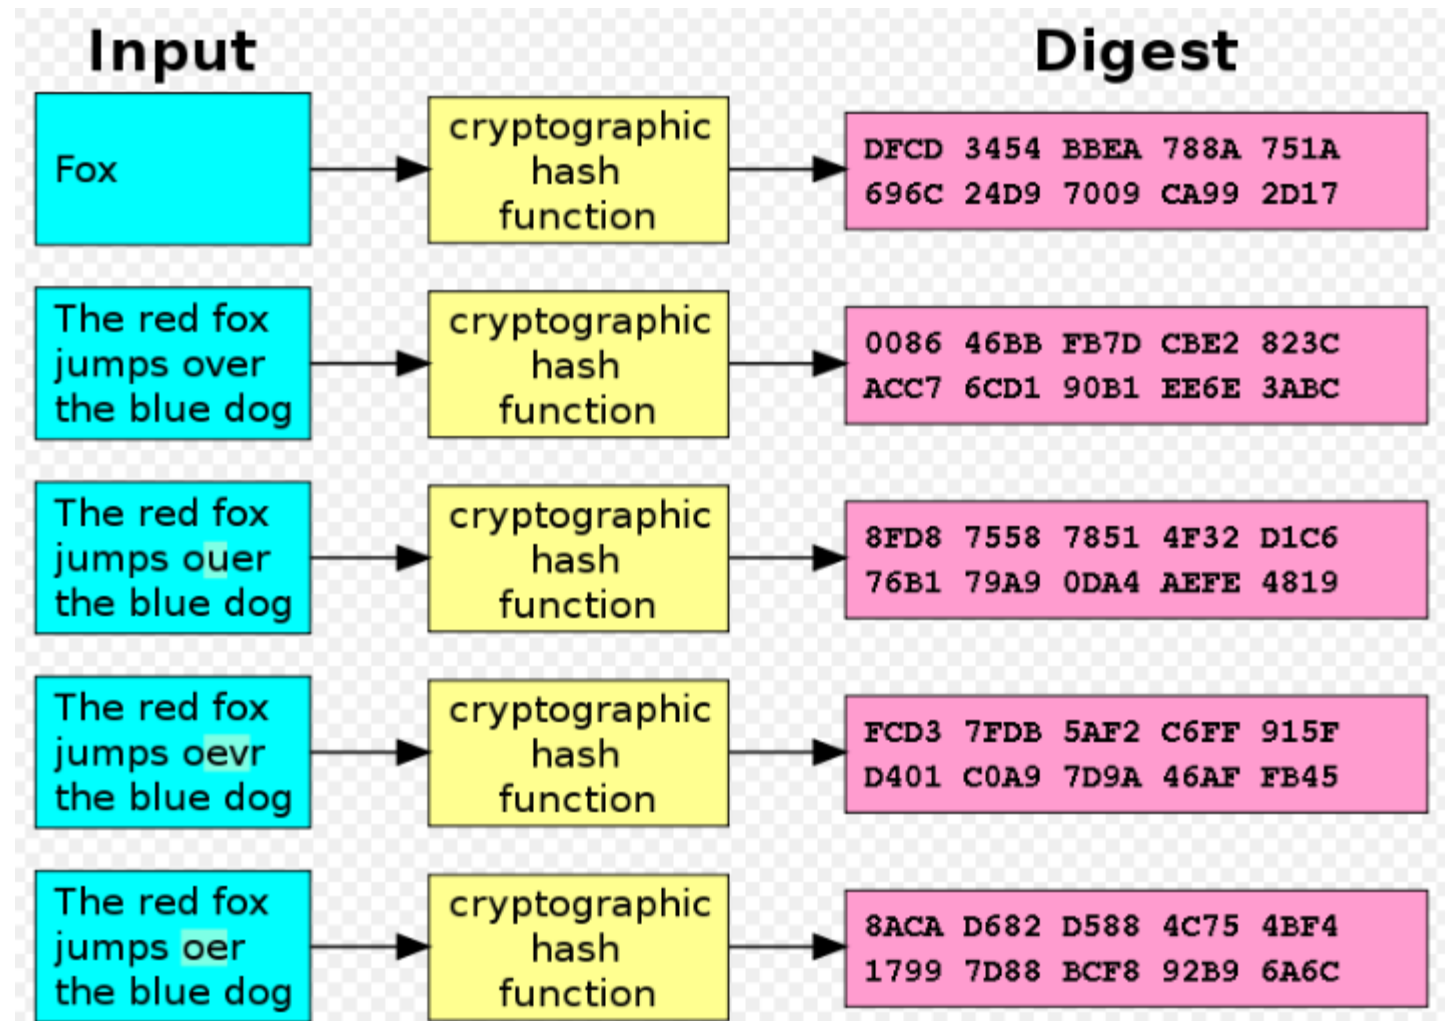 Input
Digest
Fox
cryptographic
hash
function
DFCD 3454 BBEA 788A 751A
696C 24D9 7009 CA99 2D17
The red fox
jumps over
the blue dog
cryptographic
hash
function
0086 46BB FB7D CBE2 823C
ACC7 6CD1 90B1 EE6E 3ABC
The red fox
jumps ouer
the blue dog
cryptographic
hash
function
8FD8 7558 7851 4F32 D1C6
76B1 79A9 0DA4 AEFE 4819
The red fox
jumps oevr
the blue dog
cryptographic
hash
function
FCD3 7FDB 5AF2 C6FF 915F
D401 C0A9 7D9A 46AF FB45
The red fox
jumps oer
the blue dog
cryptographic
hash
function
8ACA D682 D588 4C75 4BF4
1799 7D88 BCF8 92B9 6A6C